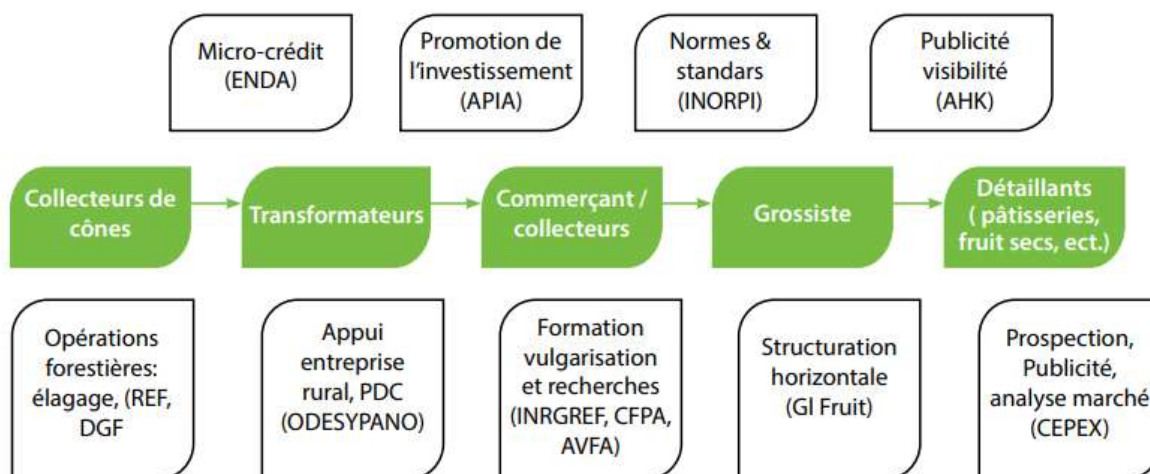 Micro-crédit
(ENDA)
Promotion de
l'investissement
(APIA)
Normes &
standars
(INORPI)
Publicité
visibilité
(AHK)
Collecteurs de
cônes
Transformateurs
Commerçant /
collecteurs
Grossiste
Détaillants
( pâtisseries,
fruit secs, ect.)
Opérations
forestières:
élagage, (REF,
DGF
Appui
entreprise
rural, PDC
(ODESYPANO)
Formation
vulgarisation
et recherches
(INRGREF, CFPA,
AVFA)
Structuration
horizontale
(Gl Fruit)
Prospection,
Publicité,
analyse marché
(CEPEX)